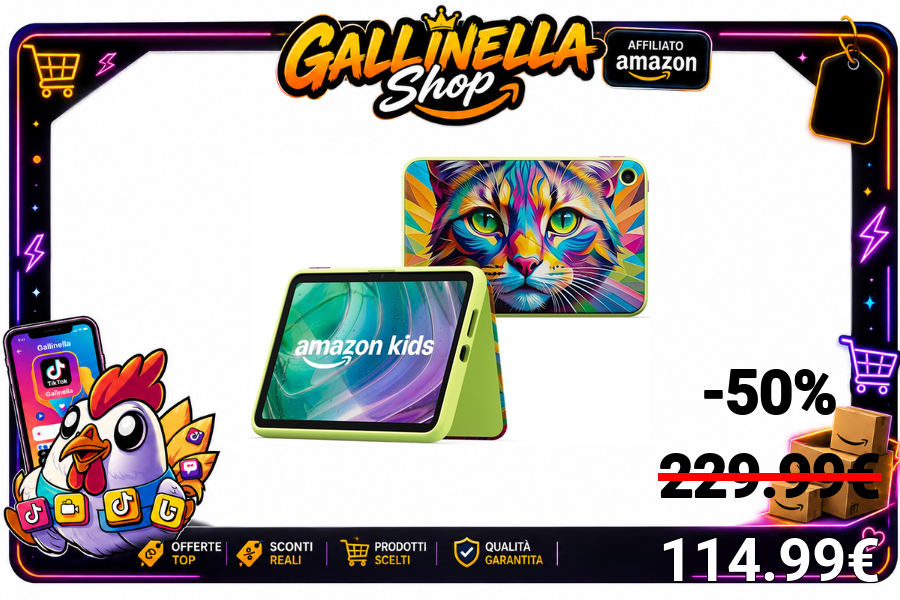 GALLINELLA
Shop
AFFILIATO
amazon
amazon kids
Gallinella
TikTok
Gallinella
-50%
229.99€
114.99€
OFFERTE
TOP
SCONTI
REALI
PRODOTTI
SCELTI
QUALITÀ
GARANTITA